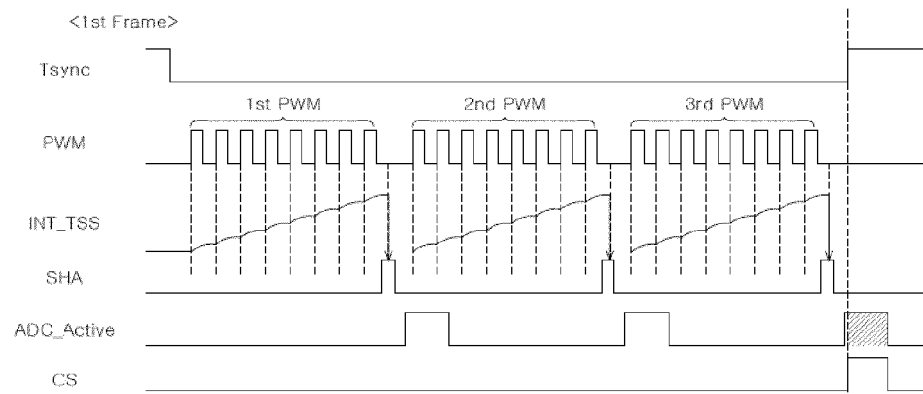 <1st Frame>
Tsync
1st PWM 2nd PWM 3rd PWM
PWM
INT_TSS
SHA
ADC_Active
CS